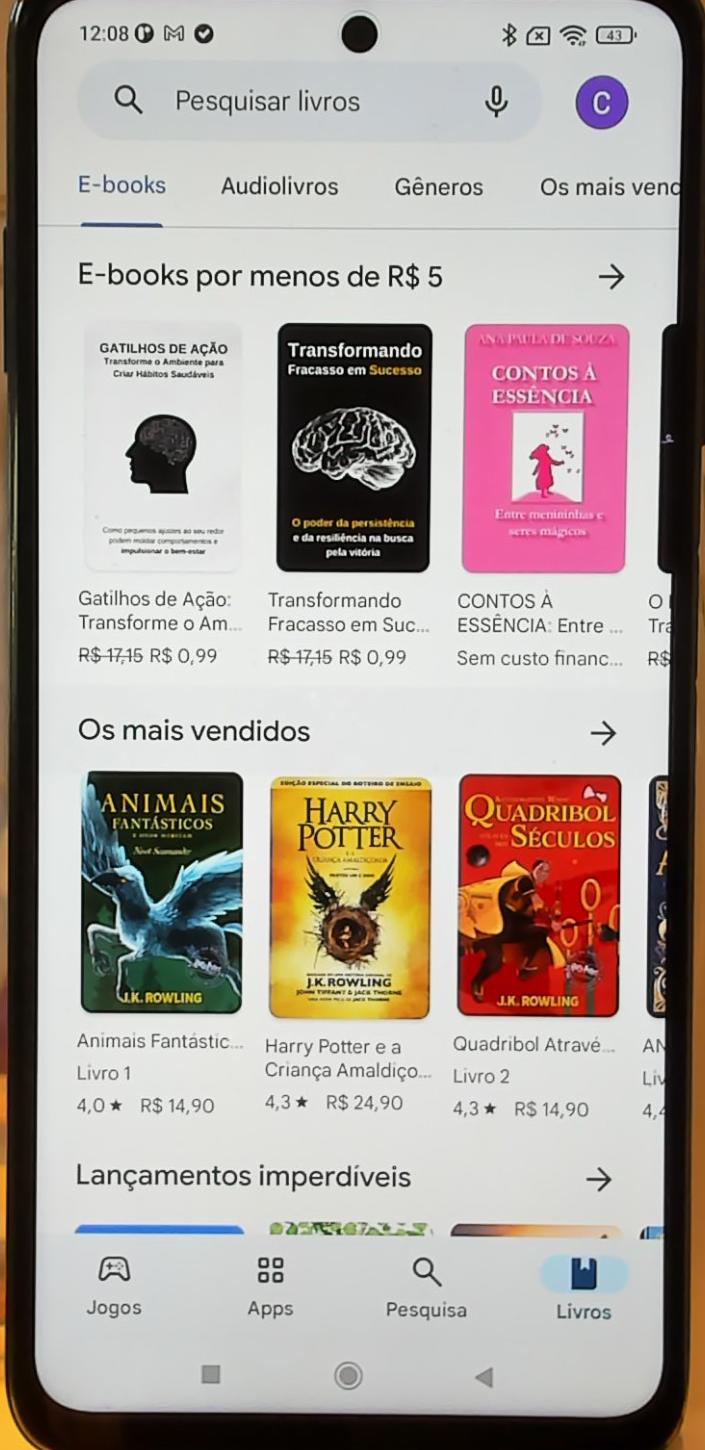 12:08
43
Pesquisar livros
C
E-books Audiolivros Gêneros Os mais vend
E-books por menos de R$ 5
GATILHOS DE AÇÃO
Transforme o Ambiente para
Criar Hábitos Saudáveis
Como pequenos ajustes ao seu redor
podem moldar comportamentos e
impulsionar o bem-estar
Transformando
Fracasso em Sucesso
O poder da persistência
e da resiliência na busca
pela vitória
ANA PAULA DE SOUZA
CONTOS À
ESSÊNCIA
Entre menininhas e
seres mágicos
Gatilhos de Ação:
Transforme o Am...
R$ 17,15 R$ 0,99
Transformando
Fracasso em Suc...
R$ 17,15 R$ 0,99
CONTOS À
ESSÊNCIA: Entre ...
Sem custo financ...
O
Tra
R$
Os mais vendidos
ANIMAIS
FANTÁSTICOS
E ONDE HABITAM
Newt Scamander
J.K. ROWLING
EDIÇÃO ESPECIAL DO ROTEIRO DE ENSAIO
HARRY
POTTER
E A
CRIANÇA AMALDIÇOADA
PARTES UM E DOIS
J.K.ROWLING
JOHN TIFFANY & JACK THORNE
QUADRIBOL
ATRAVÉS DOS SÉCULOS
J.K. ROWLING
Animais Fantástic...
Livro 1
4,0 ★ R$ 14,90
Harry Potter e a
Criança Amaldiço...
4,3 ★ R$ 24,90
Quadribol Atravé...
Livro 2
4,3 ★ R$ 14,90
AN
Liv
4,4
Lançamentos imperdíveis
Jogos Apps Pesquisa Livros